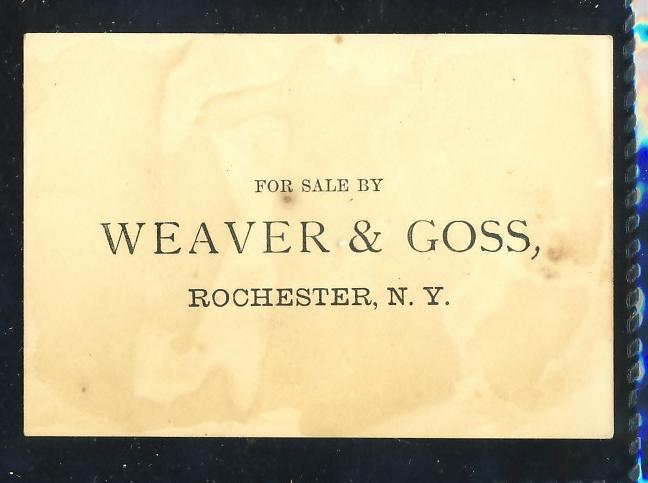 FOR SALE BY
WEAVER & GOSS,
ROCHESTER, N. Y.